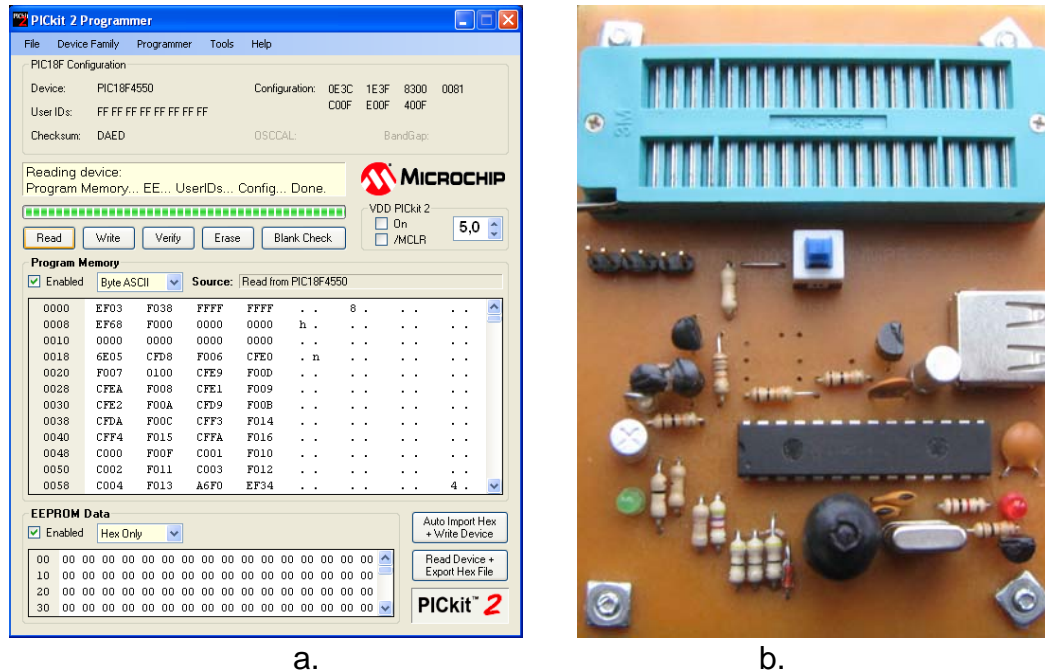 PICkit 2 Programmer
File Device Family Programmer Tools Help
PIC18F Configuration
Device: PIC18F4550 Configuration: 0E3C 1E3F 8300 0081
C00F E00F 400F
User IDs: FF FF FF FF FF FF FF FF
Checksum: DAED OSCCAL: BandGap:
Reading device:
Program Memory... EE... UserIDs... Config... Done.
MICROCHIP
VDD PICkit 2
On
/MCLR
5,0
Read Write Verify Erase Blank Check
Program Memory
Enabled Byte ASCII Source: Read from PIC18F4550
0000 EF03 F038 FFFF FFFF . . 8 . . . . .
0008 EF68 F000 0000 0000 h . . . . . . .
0010 0000 0000 0000 0000 . . . . . . . .
0018 6E05 CFD8 F006 CFE0 . n . . . . . .
0020 F007 0100 CFE9 F00D . . . . . . . .
0028 CFEA F008 CFE1 F009 . . . . . . . .
0030 CFE2 F00A CFD9 F00B . . . . . . . .
0038 CFDA F00C CFF3 F014 . . . . . . . .
0040 CFF4 F015 CFFA F016 . . . . . . . .
0048 C000 F00F C001 F010 . . . . . . . .
0050 C002 F011 C003 F012 . . . . . . . .
0058 C004 F013 A6F0 EF34 . . . . . . 4 .
EEPROM Data
Enabled Hex Only
00 00 00 00 00 00 00 00 00 00 00 00 00 00 00 00 00
10 00 00 00 00 00 00 00 00 00 00 00 00 00 00 00 00
20 00 00 00 00 00 00 00 00 00 00 00 00 00 00 00 00
30 00 00 00 00 00 00 00 00 00 00 00 00 00 00 00 00
Auto Import Hex
+ Write Device
Read Device +
Export Hex File
PICkit™ 2
3M
a.
b.